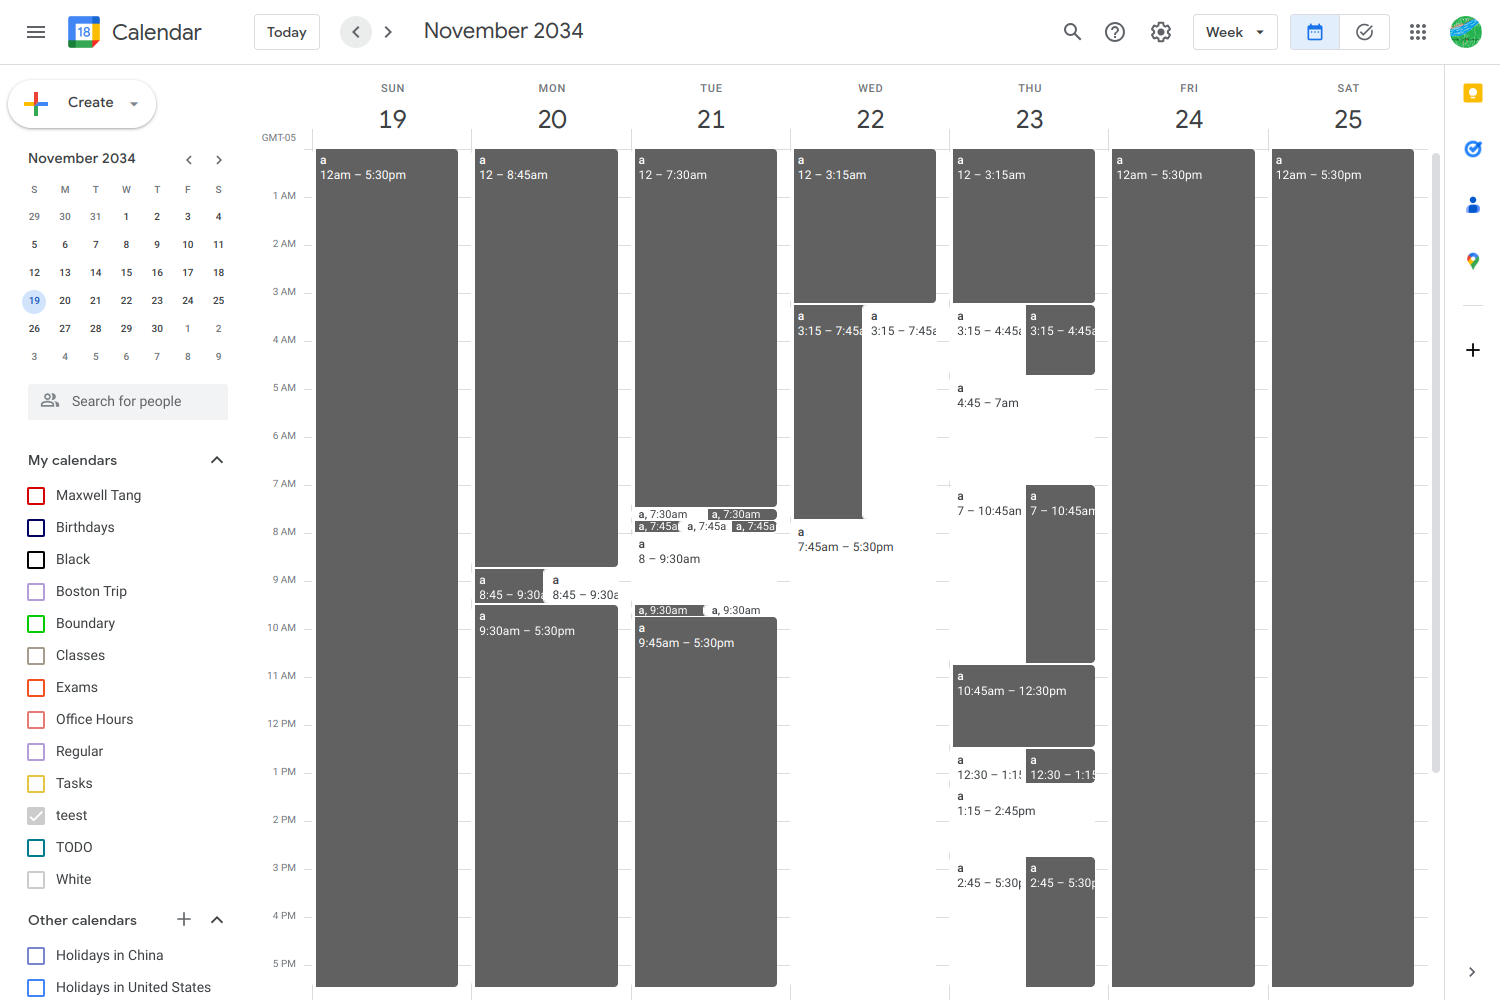 18 Calendar Today November 2034 Week
Create
November 2034
S M T W T F S
29 30 31 1 2 3 4
5 6 7 8 9 10 11
12 13 14 15 16 17 18
19 20 21 22 23 24 25
26 27 28 29 30 1 2
3 4 5 6 7 8 9
Search for people
My calendars
Maxwell Tang
Birthdays
Black
Boston Trip
Boundary
Classes
Exams
Office Hours
Regular
Tasks
teest
TODO
White
Other calendars
Holidays in China
Holidays in United States
SUN MON TUE WED THU FRI SAT
19 20 21 22 23 24 25
GMT-05
1 AM
2 AM
3 AM
4 AM
5 AM
6 AM
7 AM
8 AM
9 AM
10 AM
11 AM
12 PM
1 PM
2 PM
3 PM
4 PM
5 PM
a
12am – 5:30pm
a
12 – 8:45am
a
8:45 – 9:30a
a
8:45 – 9:30a
a
9:30am – 5:30pm
a
12 – 7:30am
a, 7:30am
a, 7:30am
a, 7:45a
a, 7:45a
a, 7:45a
a
8 – 9:30am
a, 9:30am
a, 9:30am
a
9:45am – 5:30pm
a
12 – 3:15am
a
3:15 – 7:45a
a
3:15 – 7:45a
a
7:45am – 5:30pm
a
12 – 3:15am
a
3:15 – 4:45a
a
3:15 – 4:45a
a
4:45 – 7am
a
7 – 10:45am
a
7 – 10:45am
a
10:45am – 12:30pm
a
12:30 – 1:15
a
12:30 – 1:15
a
1:15 – 2:45pm
a
2:45 – 5:30p
a
2:45 – 5:30p
a
12am – 5:30pm
a
12am – 5:30pm